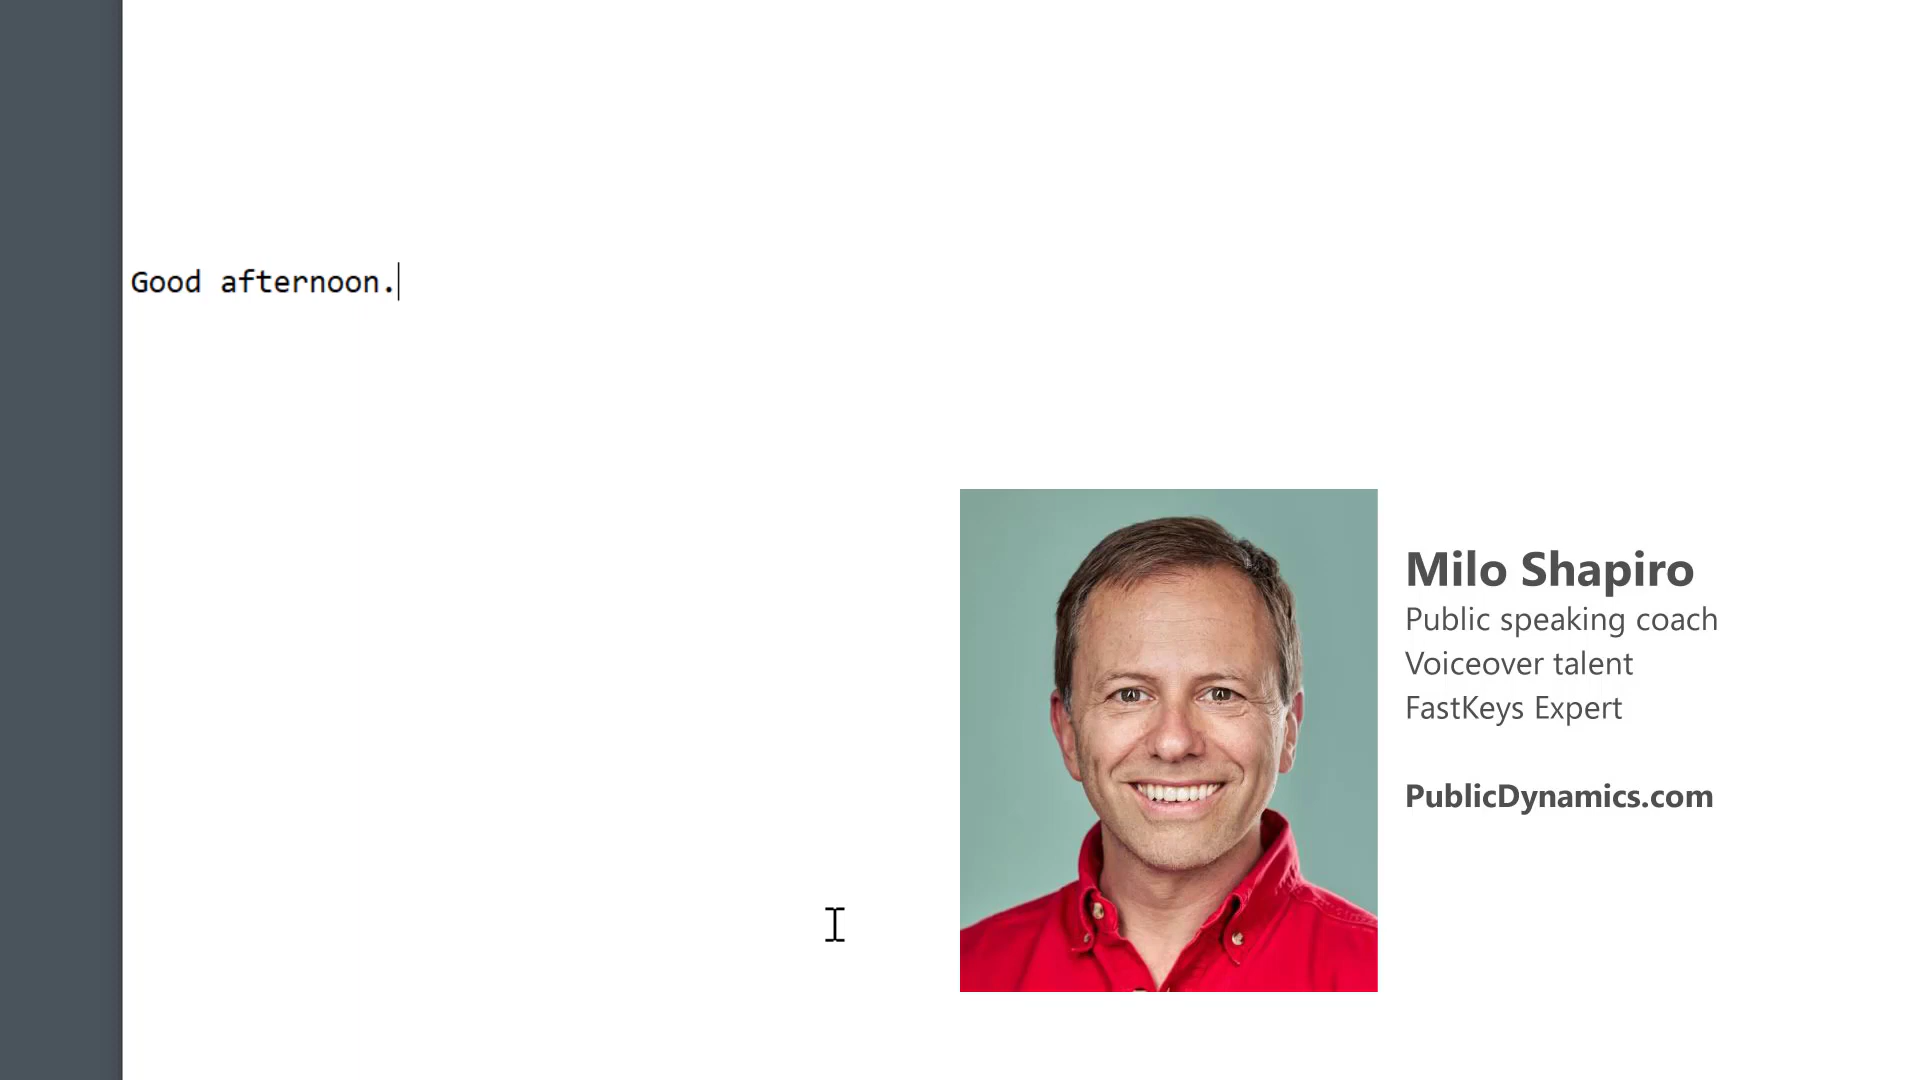 Good afternoon.
Milo Shapiro
Public speaking coach
Voiceover talent
FastKeys Expert
PublicDynamics.com